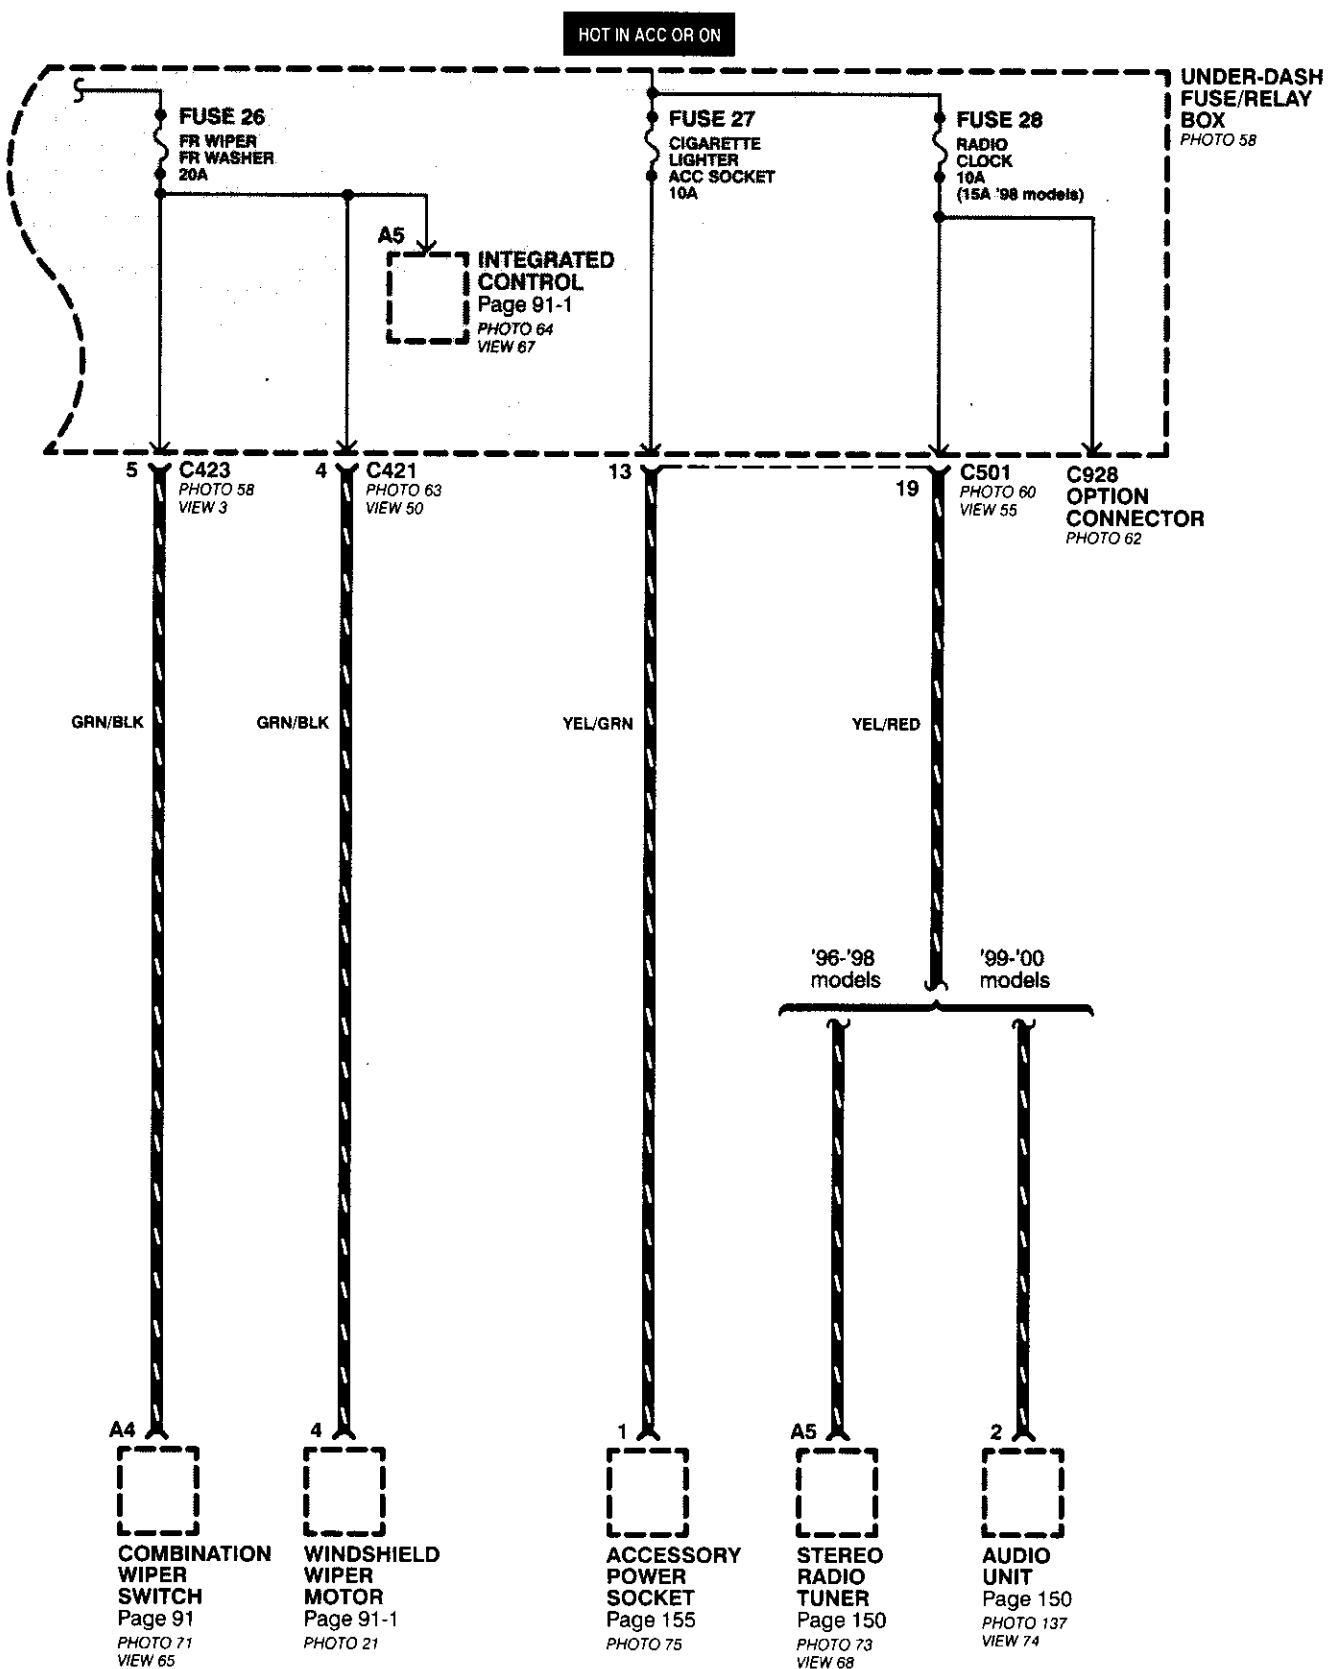 HOT IN ACC OR ON
UNDER-DASH
FUSE/RELAY
BOX
PHOTO 58
FUSE 26
FR WIPER
FR WASHER
20A
FUSE 27
CIGARETTE
LIGHTER
ACC SOCKET
10A
FUSE 28
RADIO
CLOCK
10A
(15A '98 models)
A5
INTEGRATED
CONTROL
Page 91-1
PHOTO 64
VIEW 67
5
C423
PHOTO 58
VIEW 3
4
C421
PHOTO 63
VIEW 50
13
19
C501
PHOTO 60
VIEW 55
C928
OPTION
CONNECTOR
PHOTO 62
GRN/BLK
GRN/BLK
YEL/GRN
YEL/RED
'96-'98
models
'99-'00
models
A4
COMBINATION
WIPER
SWITCH
Page 91
PHOTO 71
VIEW 65
4
WINDSHIELD
WIPER
MOTOR
Page 91-1
PHOTO 21
1
ACCESSORY
POWER
SOCKET
Page 155
PHOTO 75
A5
STEREO
RADIO
TUNER
Page 150
PHOTO 73
VIEW 68
2
AUDIO
UNIT
Page 150
PHOTO 137
VIEW 74